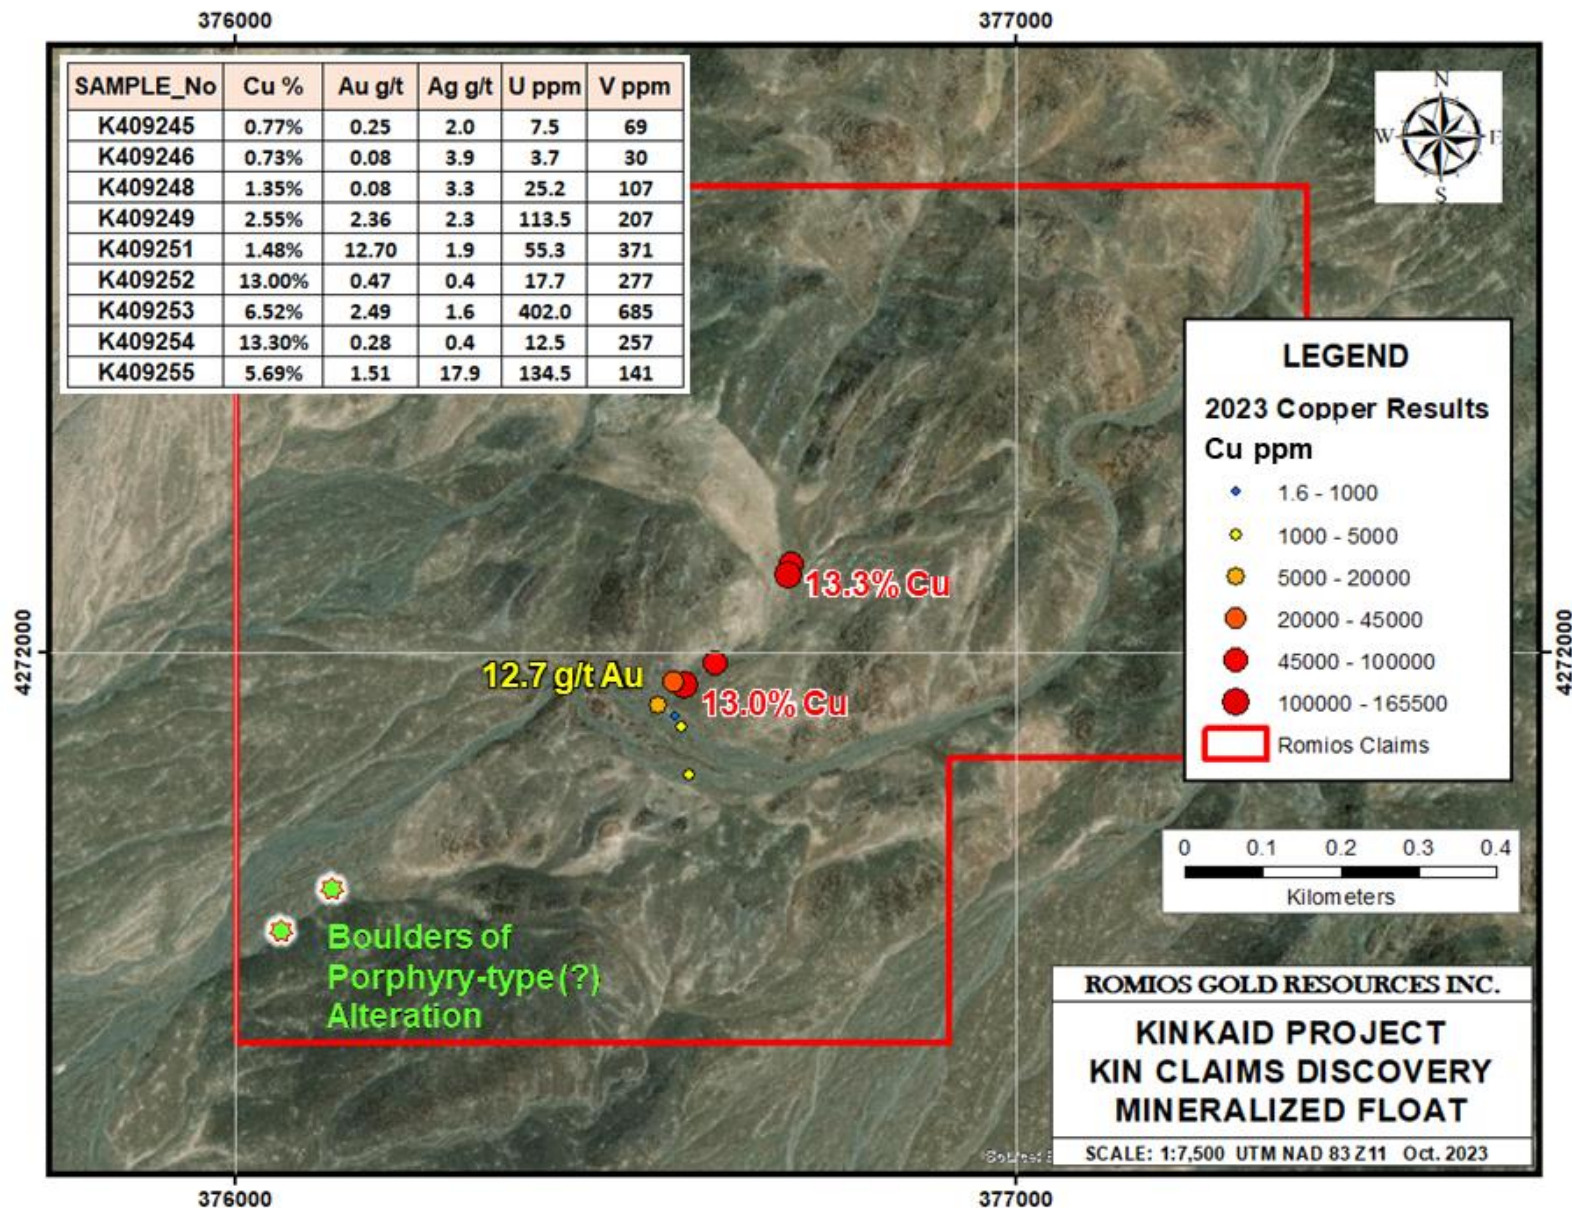 376000 377000
SAMPLE_No Cu % Au g/t Ag g/t U ppm V ppm
K409245 0.77% 0.25 2.0 7.5 69
K409246 0.73% 0.08 3.9 3.7 30
K409248 1.35% 0.08 3.3 25.2 107
K409249 2.55% 2.36 2.3 113.5 207
K409251 1.48% 12.70 1.9 55.3 371
K409252 13.00% 0.47 0.4 17.7 277
K409253 6.52% 2.49 1.6 402.0 685
K409254 13.30% 0.28 0.4 12.5 257
K409255 5.69% 1.51 17.9 134.5 141
N
W E
S
LEGEND
2023 Copper Results
Cu ppm
1.6 - 1000
1000 - 5000
5000 - 20000
20000 - 45000
45000 - 100000
100000 - 165500
Romios Claims
13.3% Cu
12.7 g/t Au
13.0% Cu
4272000
4272000
0 0.1 0.2 0.3 0.4
Kilometers
Boulders of
Porphyry-type(?)
Alteration
ROMIOS GOLD RESOURCES INC.
KINKAID PROJECT
KIN CLAIMS DISCOVERY
MINERALIZED FLOAT
SCALE: 1:7,500 UTM NAD 83 Z11 Oct. 2023
Source:
376000 377000